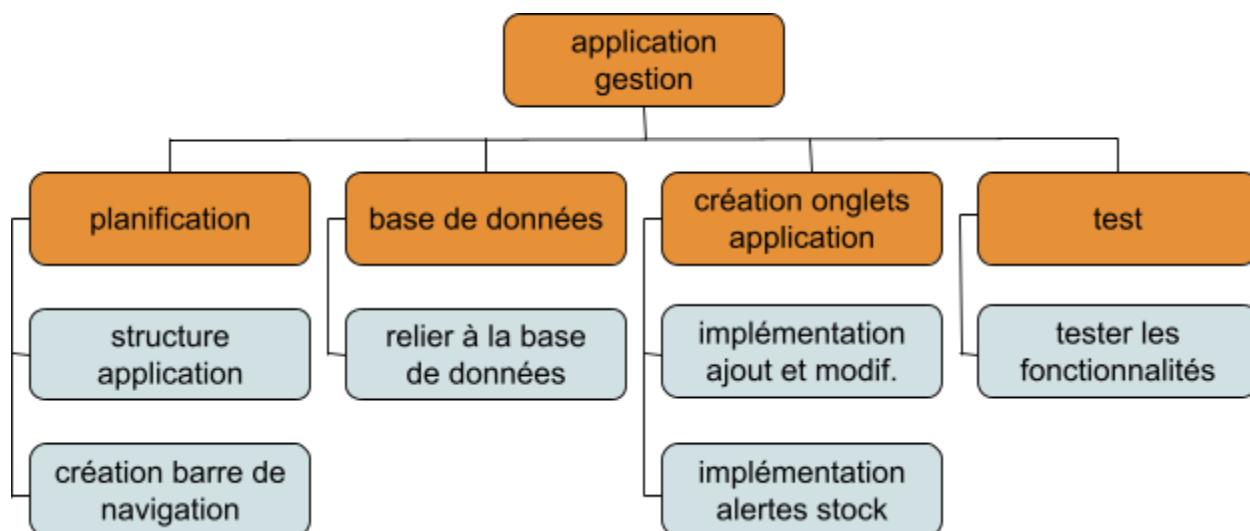 application
gestion
planification
base de données
création onglets
application
test
structure
application
relier à la base
de données
implémentation
ajout et modif.
tester les
fonctionnalités
création barre de
navigation
implémentation
alertes stock